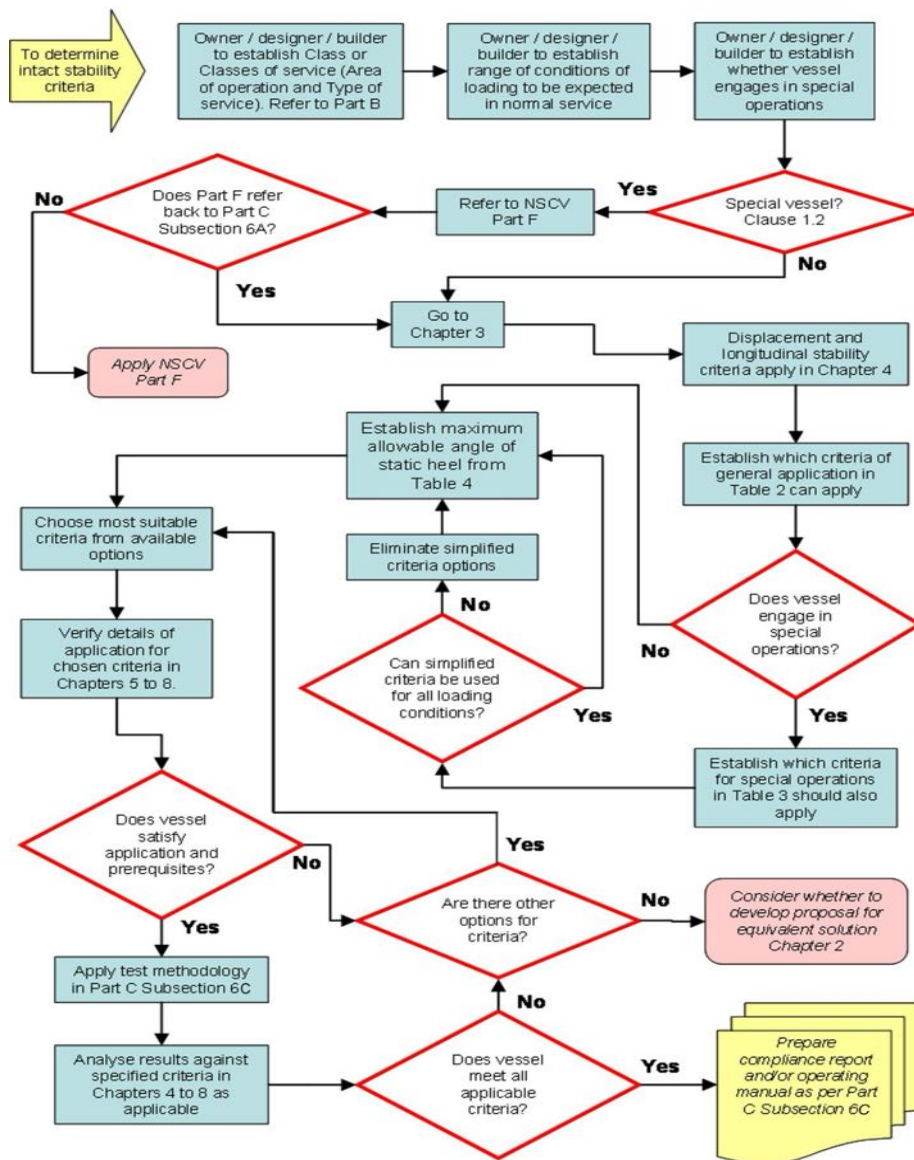 To determine
intact stability
criteria
Owner / designer / builder
to establish Class or
Classes of service (Area
of operation and Type of
service). Refer to Part B
Owner / designer /
builder to establish
range of conditions of
loading to be expected
in normal service
Owner / designer /
builder to establish
whether vessel
engages in special
operations
No
Does Part F refer
back to Part C
Subsection 6A?
Refer to NSCV
Part F
Yes
Special vessel?
Clause 1.2
No
Yes
Go to
Chapter 3
Apply NSCV
Part F
Displacement and
longitudinal stability
criteria apply in Chapter 4
Establish maximum
allowable angle of
static heel from
Table 4
Establish which criteria of
general application in
Table 2 can apply
Choose most suitable
criteria from available
options
Eliminate simplified
criteria options
No
Does vessel
engage in
special
operations?
No
Verify details of
application for
chosen criteria in
Chapters 5 to 8.
Can simplified
criteria be used
for all loading
conditions?
Yes
Yes
Establish which criteria
for special operations
in Table 3 should also
apply
Does vessel
satisfy
application and
prerequisites?
No
Yes
Yes
Are there other
options for
criteria?
No
Consider whether to
develop proposal for
equivalent solution
Chapter 2
Apply test methodology
in Part C Subsection 6C
No
Analyse results against
specified criteria in
Chapters 4 to 8 as
applicable
Does vessel
meet all
applicable
criteria?
Yes
Prepare
compliance report
and/or operating
manual as per Part
C Subsection 6C